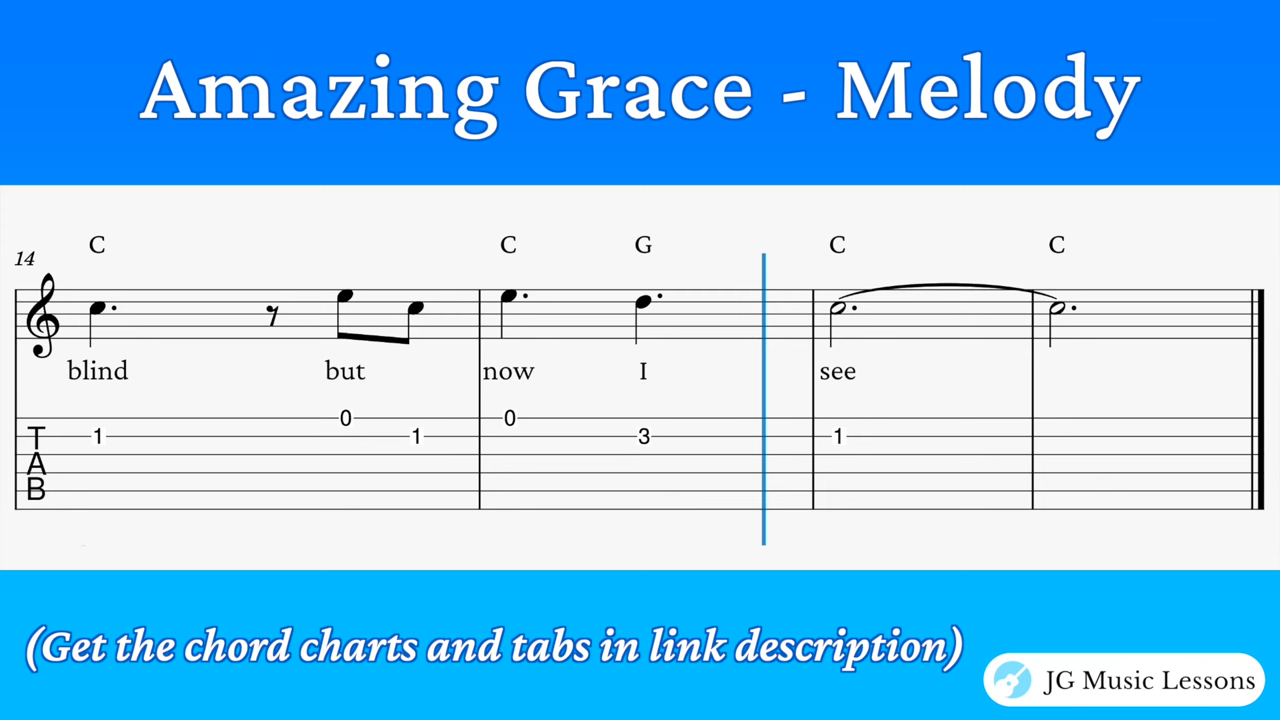 Amazing Grace - Melody
C C G C C
14
blind but now I see
0 0
T 1 1 3 1
A
B
(Get the chord charts and tabs in link description)
JG Music Lessons